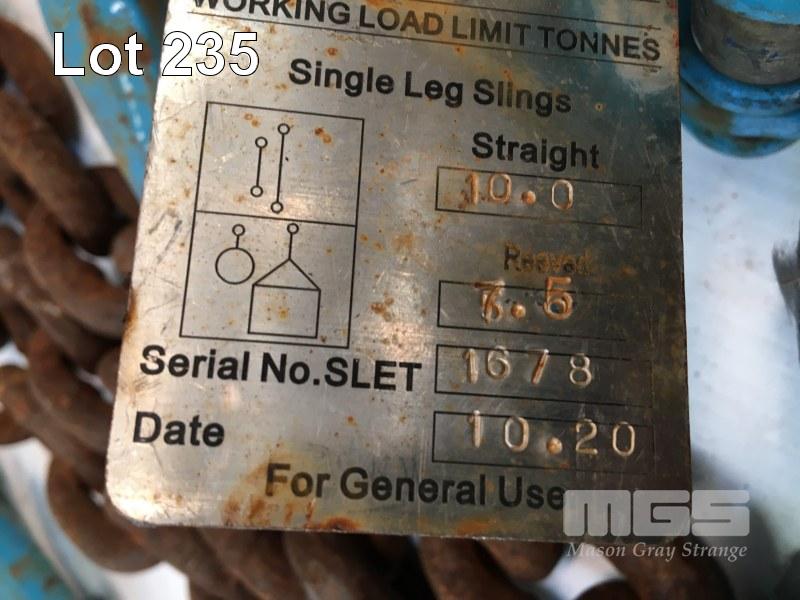 Lot 235
WORKING LOAD LIMIT TONNES
Single Leg Slings
Straight
10.0
Reeved
7.5
Serial No.SLET 1678
Date 10.20
For General Use
MGS
Mason Gray Strange